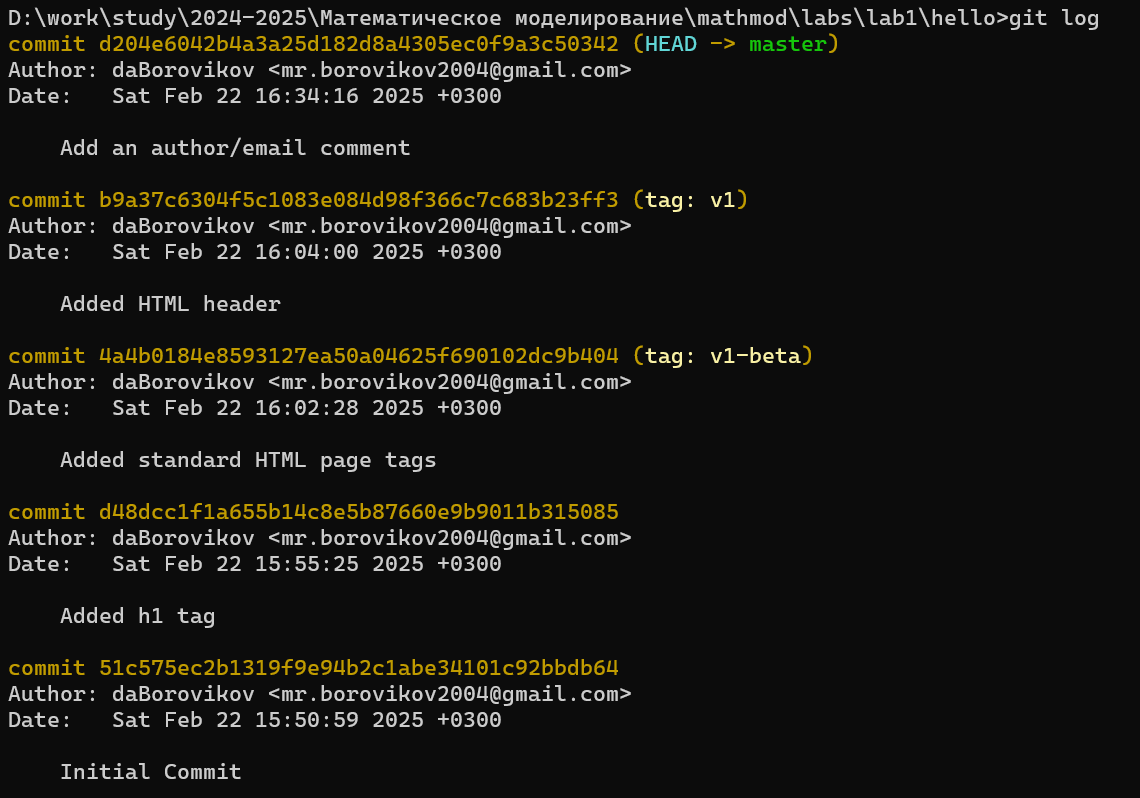 D:\work\study\2024-2025\Математическое моделирование\mathmod\labs\lab1\hello>git log
commit d204e6042b4a3a25d182d8a4305ec0f9a3c50342 (HEAD -> master)
Author: daBorovikov <mr.borovikov2004@gmail.com>
Date:   Sat Feb 22 16:34:16 2025 +0300
    Add an author/email comment
commit b9a37c6304f5c1083e084d98f366c7c683b23ff3 (tag: v1)
Author: daBorovikov <mr.borovikov2004@gmail.com>
Date:   Sat Feb 22 16:04:00 2025 +0300
    Added HTML header
commit 4a4b0184e8593127ea50a04625f690102dc9b404 (tag: v1-beta)
Author: daBorovikov <mr.borovikov2004@gmail.com>
Date:   Sat Feb 22 16:02:28 2025 +0300
    Added standard HTML page tags
commit d48dcc1f1a655b14c8e5b87660e9b9011b315085
Author: daBorovikov <mr.borovikov2004@gmail.com>
Date:   Sat Feb 22 15:55:25 2025 +0300
    Added h1 tag
commit 51c575ec2b1319f9e94b2c1abe34101c92bbdb64
Author: daBorovikov <mr.borovikov2004@gmail.com>
Date:   Sat Feb 22 15:50:59 2025 +0300
    Initial Commit